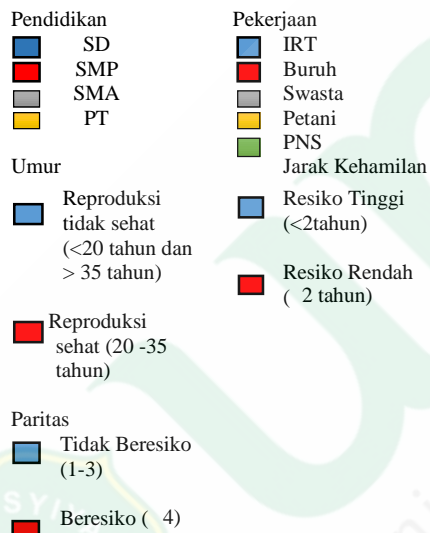 Pendidikan
SD
SMP
SMA
PT
Umur
Reproduksi
tidak sehat
(<20 tahun dan
> 35 tahun)
Reproduksi
sehat (20 -35
tahun)
Paritas
Tidak Beresiko
(1-3)
Beresiko ( 4)
Pekerjaan
IRT
Buruh
Swasta
Petani
PNS
Jarak Kehamilan
Resiko Tinggi
(<2tahun)
Resiko Rendah
( 2 tahun)